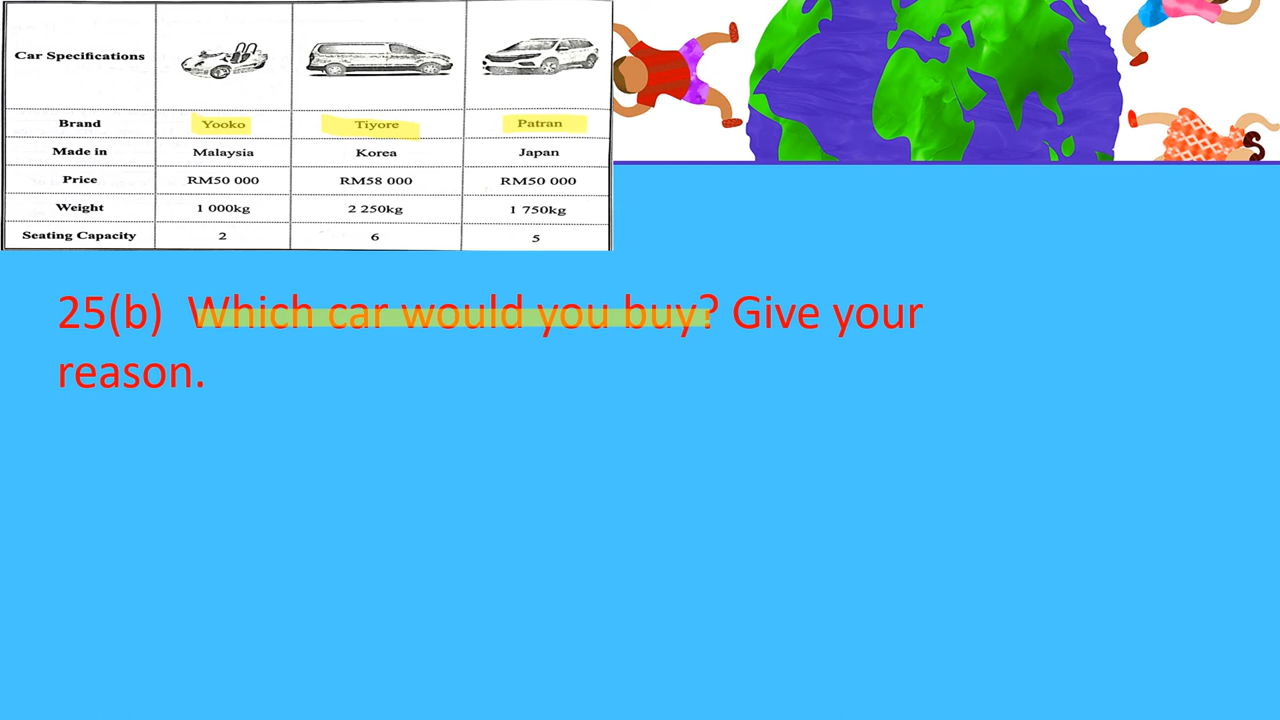 Car Specifications
Brand Yooko Tiyore Patran
Made in Malaysia Korea Japan
Price RM50 000 RM58 000 RM50 000
Weight 1 000kg 2 250kg 1 750kg
Seating Capacity 2 6 5
25(b) Which car would you buy? Give your
reason.